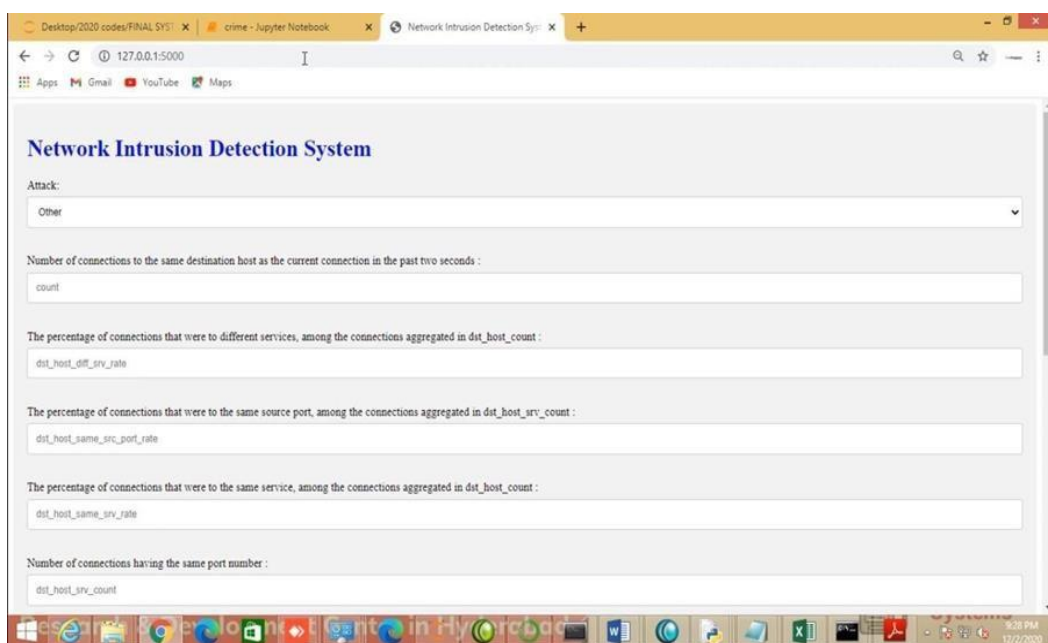 Desktop/2020 codes/FINAL SYST
crime - Jupyter Notebook
Network Intrusion Detection Sys
127.0.0.1:5000
Apps
Gmail
YouTube
Maps
Network Intrusion Detection System
Attack:
Other
Number of connections to the same destination host as the current connection in the past two seconds :
count
The percentage of connections that were to different services, among the connections aggregated in dst_host_count :
dst_host_diff_srv_rate
The percentage of connections that were to the same source port, among the connections aggregated in dst_host_srv_count :
dst_host_same_src_port_rate
The percentage of connections that were to the same service, among the connections aggregated in dst_host_count :
dst_host_same_srv_rate
Number of connections having the same port number :
dst_host_srv_count
9:28 PM
12/2/2020